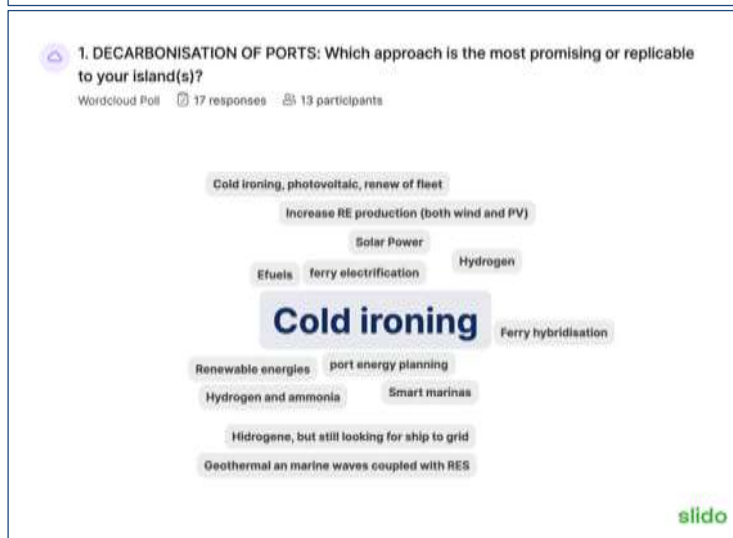 1. DECARBONISATION OF PORTS: Which approach is the most promising or replicable
to your island(s)?
Wordcloud Poll 17 responses 13 participants
Cold ironing, photovoltaic, renew of fleet
Increase RE production (both wind and PV)
Solar Power
Hydrogen
Efuels
ferry electrification
Cold ironing
Ferry hybridisation
Renewable energies
port energy planning
Hydrogen and ammonia
Smart marinas
Hidrogene, but still looking for ship to grid
Geothermal an marine waves coupled with RES
slido